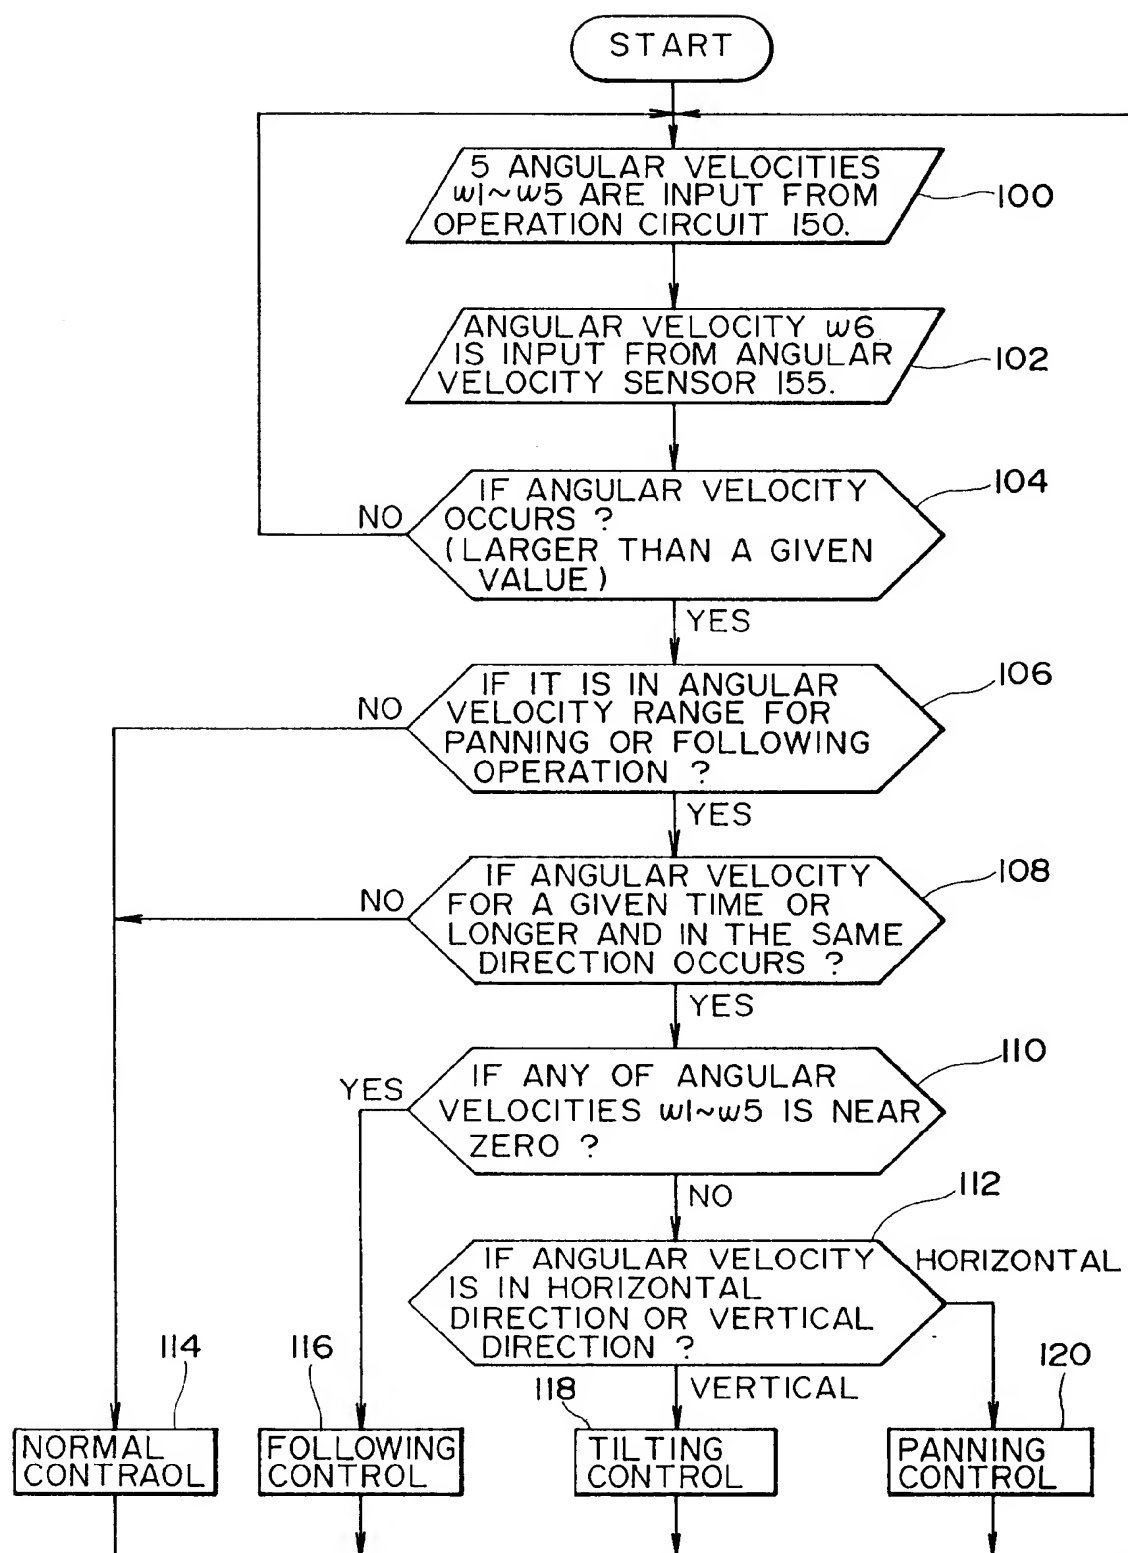 START
5 ANGULAR VELOCITIES
ω1~ω5 ARE INPUT FROM
OPERATION CIRCUIT 150.
100
ANGULAR VELOCITY ω6
IS INPUT FROM ANGULAR
VELOCITY SENSOR 155.
102
IF ANGULAR VELOCITY
OCCURS ?
(LARGER THAN A GIVEN
VALUE)
104
NO
YES
IF IT IS IN ANGULAR
VELOCITY RANGE FOR
PANNING OR FOLLOWING
OPERATION ?
106
NO
YES
IF ANGULAR VELOCITY
FOR A GIVEN TIME OR
LONGER AND IN THE SAME
DIRECTION OCCURS ?
108
NO
YES
IF ANY OF ANGULAR
VELOCITIES ω1~ω5 IS NEAR
ZERO ?
110
YES
NO
112
IF ANGULAR VELOCITY
IS IN HORIZONTAL
DIRECTION OR VERTICAL
DIRECTION ?
HORIZONTAL
VERTICAL
114
NORMAL
CONTRAOL
116
FOLLOWING
CONTROL
118
TILTING
CONTROL
120
PANNING
CONTROL